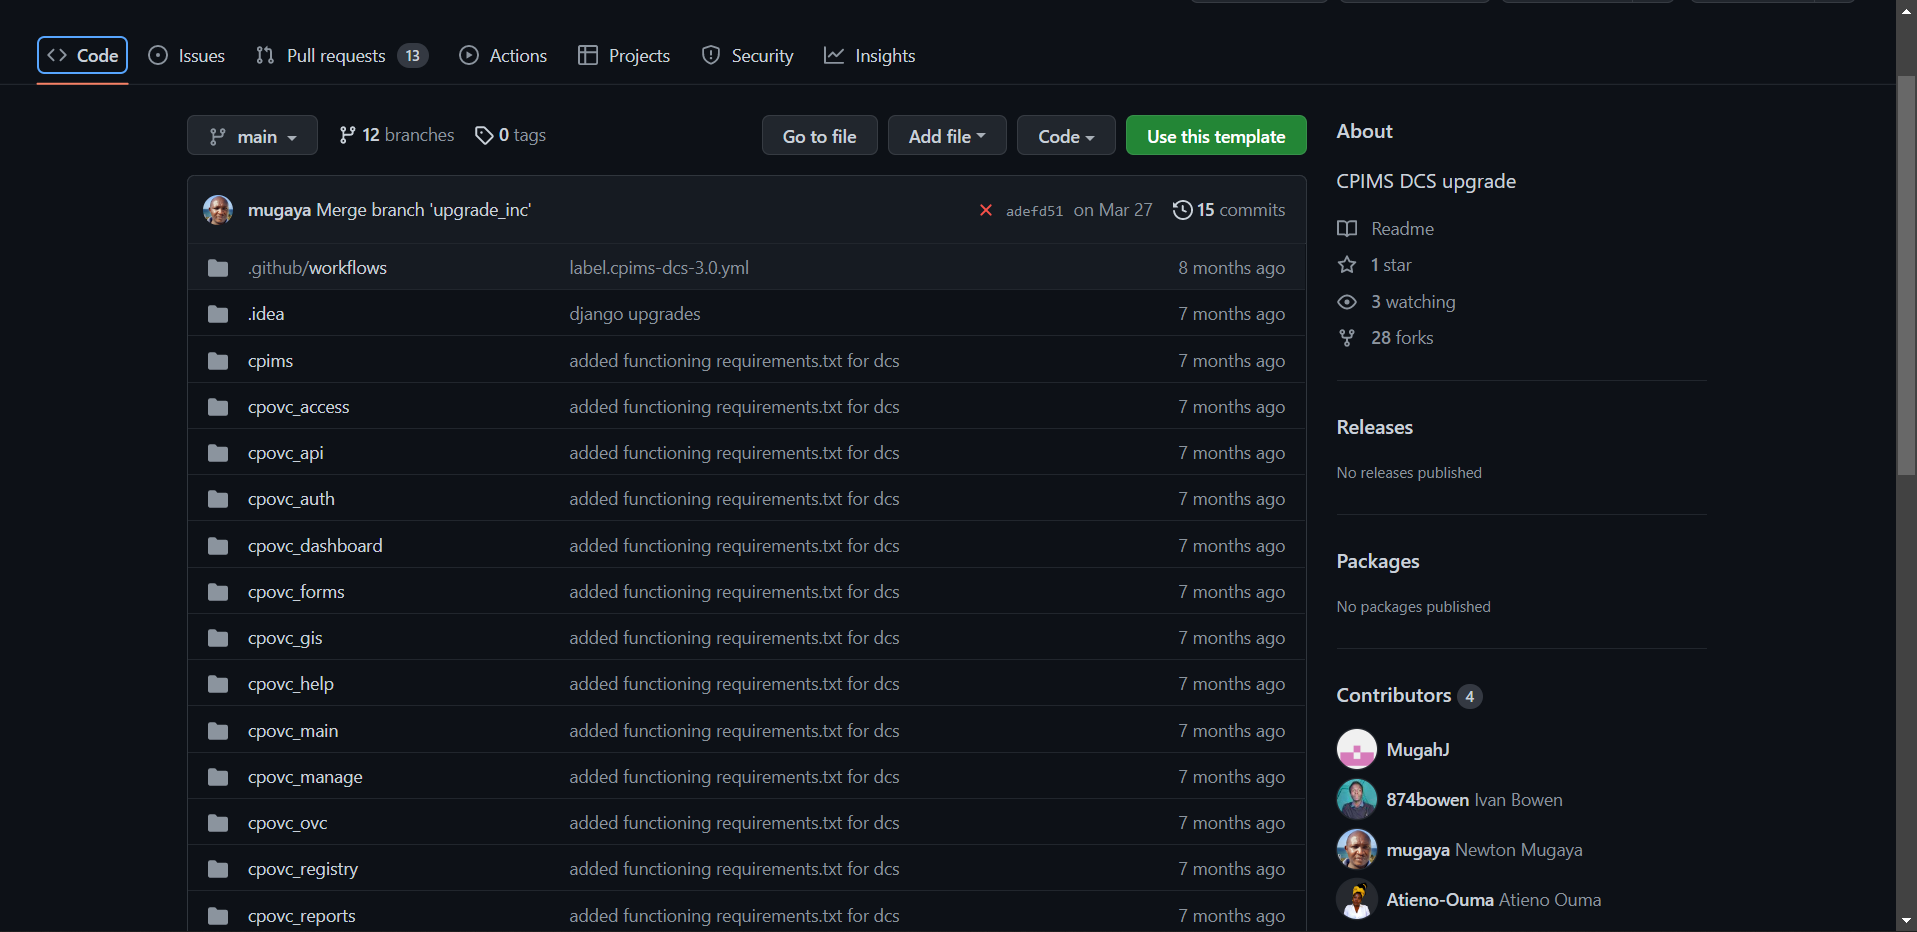 Code Issues Pull requests 13 Actions Projects Security Insights
main 12 branches 0 tags Go to file Add file Code Use this template
mugaya Merge branch 'upgrade_inc' adefd51 on Mar 27 15 commits
.github/workflows label.cpims-dcs-3.0.yml 8 months ago
.idea django upgrades 7 months ago
cpims added functioning requirements.txt for dcs 7 months ago
cpovc_access added functioning requirements.txt for dcs 7 months ago
cpovc_api added functioning requirements.txt for dcs 7 months ago
cpovc_auth added functioning requirements.txt for dcs 7 months ago
cpovc_dashboard added functioning requirements.txt for dcs 7 months ago
cpovc_forms added functioning requirements.txt for dcs 7 months ago
cpovc_gis added functioning requirements.txt for dcs 7 months ago
cpovc_help added functioning requirements.txt for dcs 7 months ago
cpovc_main added functioning requirements.txt for dcs 7 months ago
cpovc_manage added functioning requirements.txt for dcs 7 months ago
cpovc_ovc added functioning requirements.txt for dcs 7 months ago
cpovc_registry added functioning requirements.txt for dcs 7 months ago
cpovc_reports added functioning requirements.txt for dcs 7 months ago
About
CPIMS DCS upgrade
Readme
1 star
3 watching
28 forks
Releases
No releases published
Packages
No packages published
Contributors 4
MugahJ
874bowen Ivan Bowen
mugaya Newton Mugaya
Atieno-Ouma Atieno Ouma